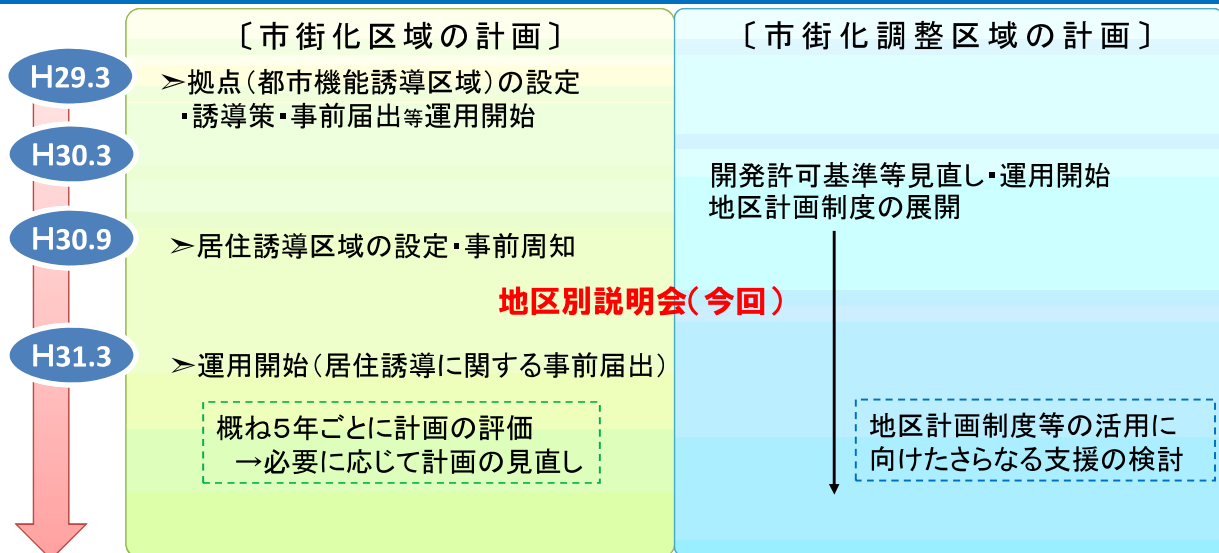 〔市街化区域の計画〕
〔市街化調整区域の計画〕
H29.3
➢拠点(都市機能誘導区域)の設定
・誘導策・事前届出等運用開始
H30.3
開発許可基準等見直し・運用開始
地区計画制度の展開
H30.9
➢居住誘導区域の設定・事前周知
地区別説明会(今回)
H31.3
➢運用開始(居住誘導に関する事前届出)
概ね5年ごとに計画の評価
→必要に応じて計画の見直し
地区計画制度等の活用に
向けたさらなる支援の検討